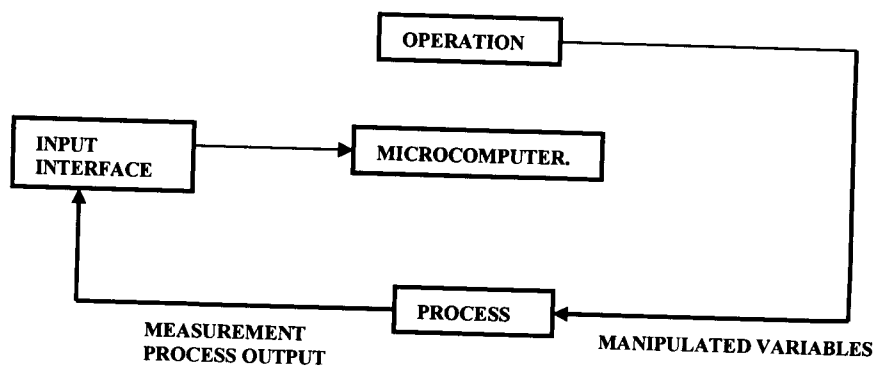 OPERATION
INPUT
INTERFACE
MICROCOMPUTER.
PROCESS
MEASUREMENT
PROCESS OUTPUT
MANIPULATED VARIABLES